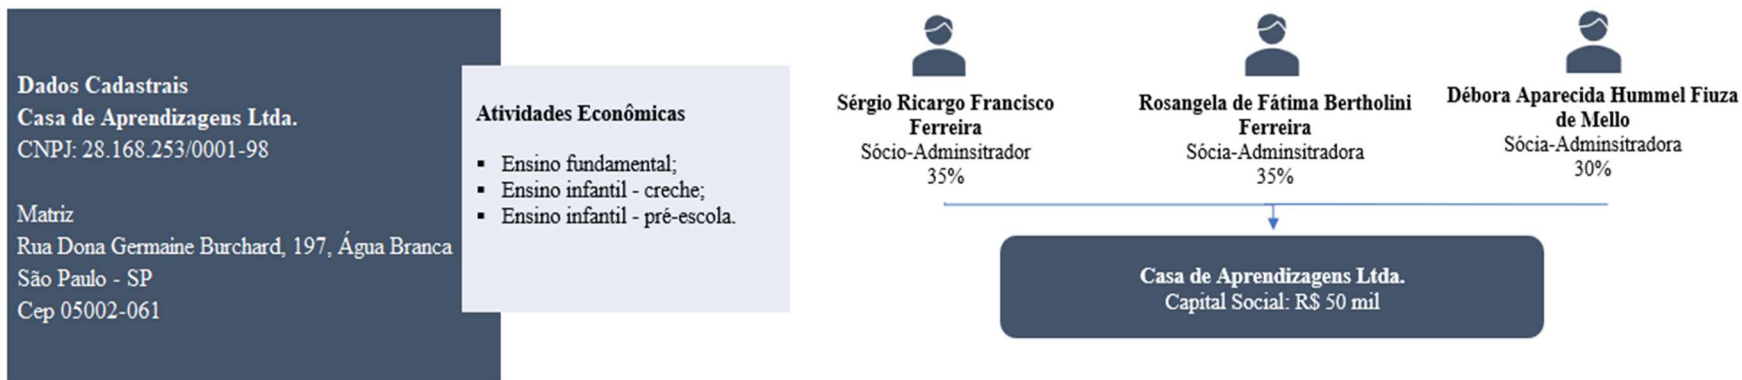 Dados Cadastrais
Casa de Aprendizagens Ltda.
CNPJ: 28.168.253/0001-98
Matriz
Rua Dona Germaine Burchard, 197, Água Branca
São Paulo - SP
Cep 05002-061
Atividades Econômicas
▪ Ensino fundamental;
▪ Ensino infantil - creche;
▪ Ensino infantil - pré-escola.
Sérgio Ricargo Francisco
Ferreira
Sócio-Adminsitrador
35%
Rosangela de Fátima Bertholini
Ferreira
Sócia-Adminsitradora
35%
Débora Aparecida Hummel Fiuza
de Mello
Sócia-Adminsitradora
30%
Casa de Aprendizagens Ltda.
Capital Social: R$ 50 mil